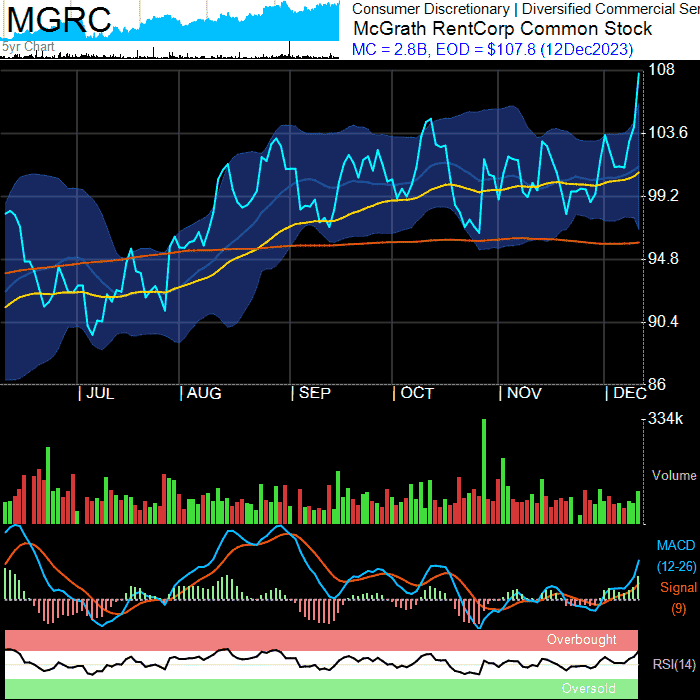 MGRC
5yr Chart
Consumer Discretionary | Diversified Commercial Ser
McGrath RentCorp Common Stock
MC = 2.8B, EOD = $107.8 (12Dec2023)
108
103.6
99.2
94.8
90.4
86
| JUL | AUG | SEP | OCT | NOV | DEC
334k
Volume
MACD
(12-26)
Signal
(9)
Overbought
RSI(14)
Oversold